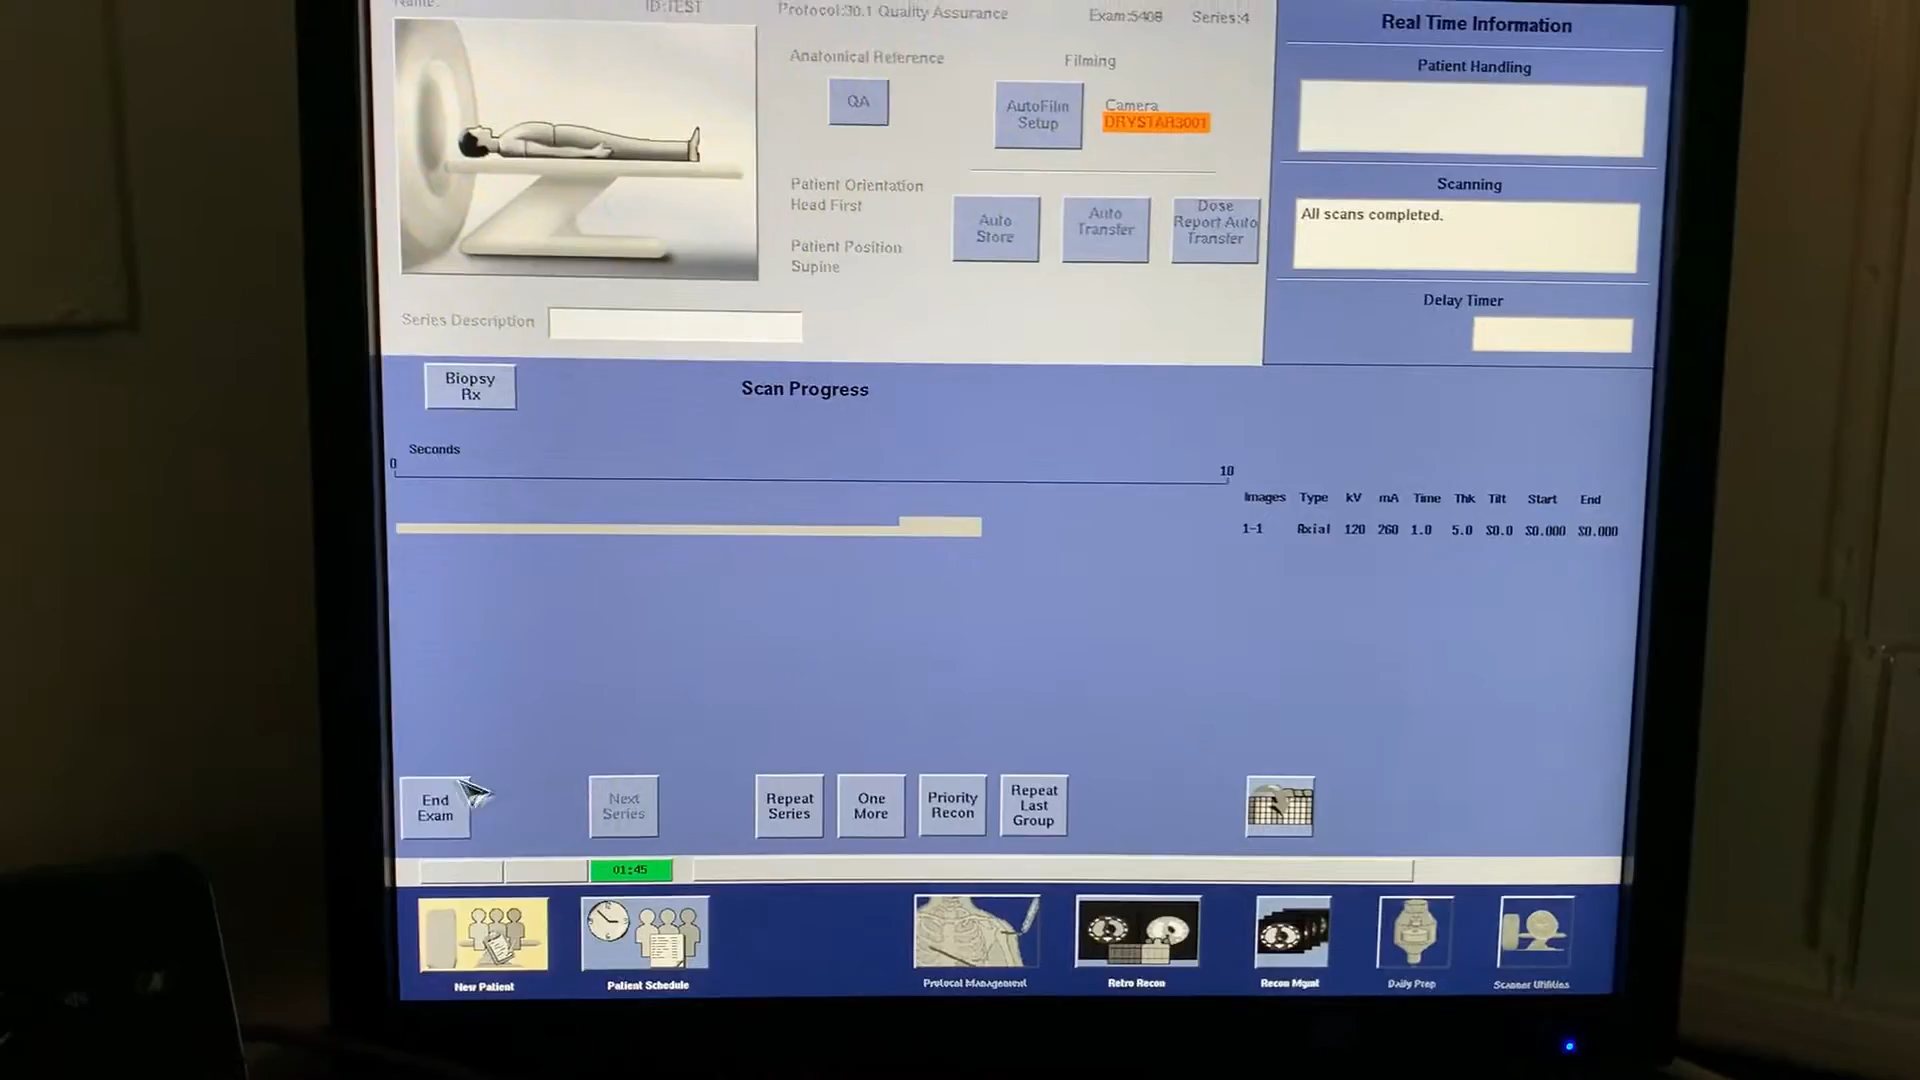 Name:
ID:TEST
Protocol:30.1 Quality Assurance
Exam:5408
Series:4
Anatomical Reference
QA
Filming
AutoFilm
Setup
Camera
DRYSTAR3001
Patient Orientation
Head First
Patient Position
Supine
Auto
Store
Auto
Transfer
Dose
Report Auto
Transfer
Series Description
Real Time Information
Patient Handling
Scanning
All scans completed.
Delay Timer
Biopsy
Rx
Scan Progress
Seconds
0
10
Images Type kV mA Time Thk Tilt Start End
1-1 Axial 120 260 1.0 5.0 S0.0 S0.000 S0.000
End
Exam
Next
Series
Repeat
Series
One
More
Priority
Recon
Repeat
Last
Group
01:45
New Patient
Patient Schedule
Protocol Management
Retro Recon
Recon Mgmt
Daily Prep
Scanner Utilities